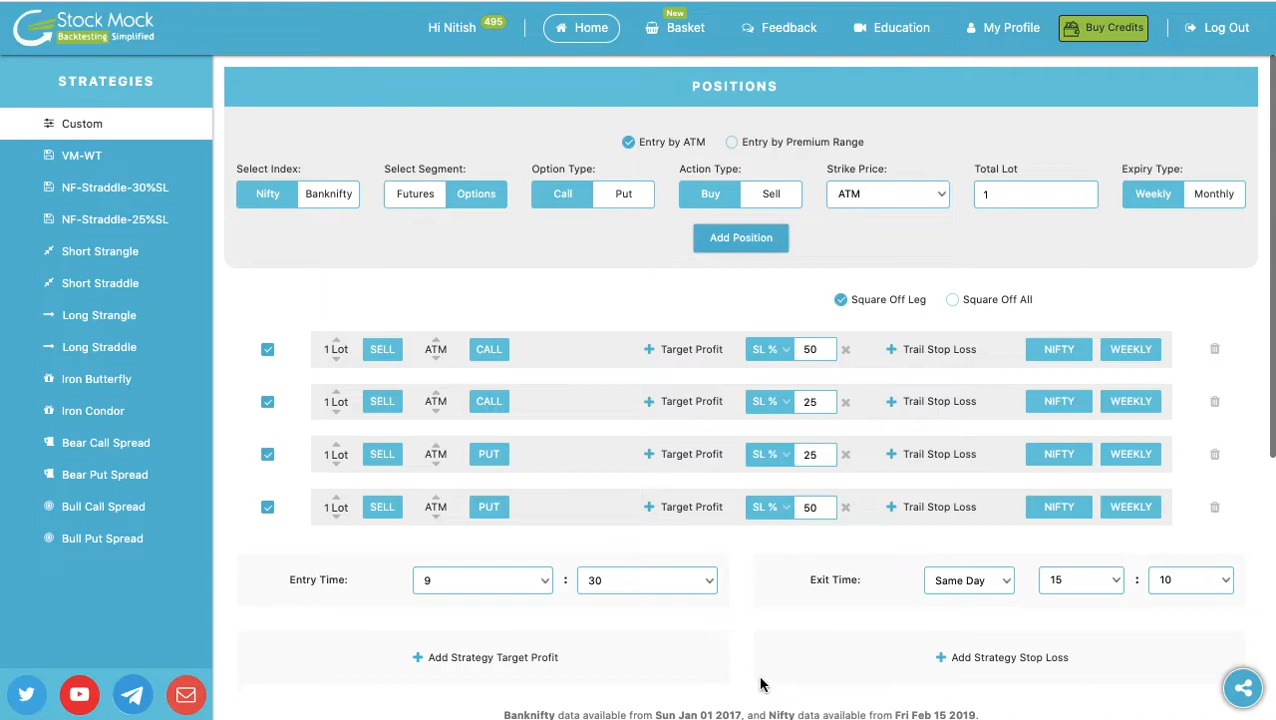 Stock Mock
Backtesting Simplified
Hi Nitish 495
Home
New
Basket
Feedback
Education
My Profile
Buy Credits
Log Out
STRATEGIES
Custom
VM-WT
NF-Straddle-30%SL
NF-Straddle-25%SL
Short Strangle
Short Straddle
Long Strangle
Long Straddle
Iron Butterfly
Iron Condor
Bear Call Spread
Bear Put Spread
Bull Call Spread
Bull Put Spread
POSITIONS
Entry by ATM Entry by Premium Range
Select Index: Select Segment: Option Type: Action Type: Strike Price: Total Lot Expiry Type:
Nifty Banknifty Futures Options Call Put Buy Sell ATM 1 Weekly Monthly
Add Position
Square Off Leg Square Off All
1 Lot SELL ATM CALL + Target Profit SL % 50 + Trail Stop Loss NIFTY WEEKLY
1 Lot SELL ATM CALL + Target Profit SL % 25 + Trail Stop Loss NIFTY WEEKLY
1 Lot SELL ATM PUT + Target Profit SL % 25 + Trail Stop Loss NIFTY WEEKLY
1 Lot SELL ATM PUT + Target Profit SL % 50 + Trail Stop Loss NIFTY WEEKLY
Entry Time: 9 : 30 Exit Time: Same Day 15 : 10
+ Add Strategy Target Profit + Add Strategy Stop Loss
Banknifty data available from Sun Jan 01 2017, and Nifty data available from Fri Feb 15 2019.